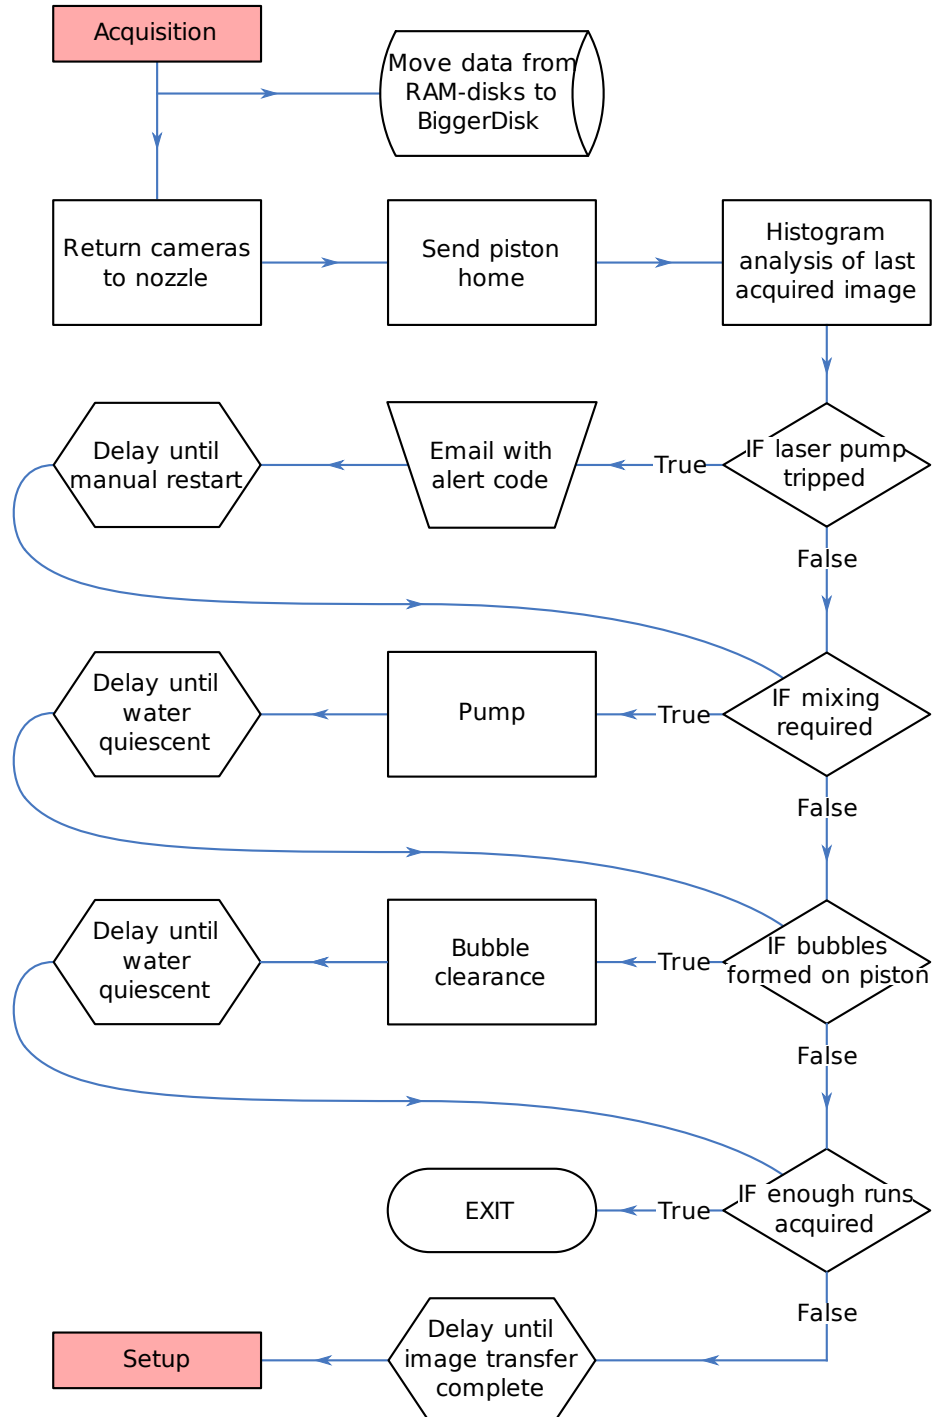 Acquisition
Move data from
RAM-disks to
BiggerDisk
Return cameras
to nozzle
Send piston
home
Histogram
analysis of last
acquired image
Delay until
manual restart
Email with
alert code
True
IF laser pump
tripped
False
Delay until
water
quiescent
Pump
True
IF mixing
required
False
Delay until
water
quiescent
Bubble
clearance
True
IF bubbles
formed on piston
False
EXIT
True
IF enough runs
acquired
False
Setup
Delay until
image transfer
complete